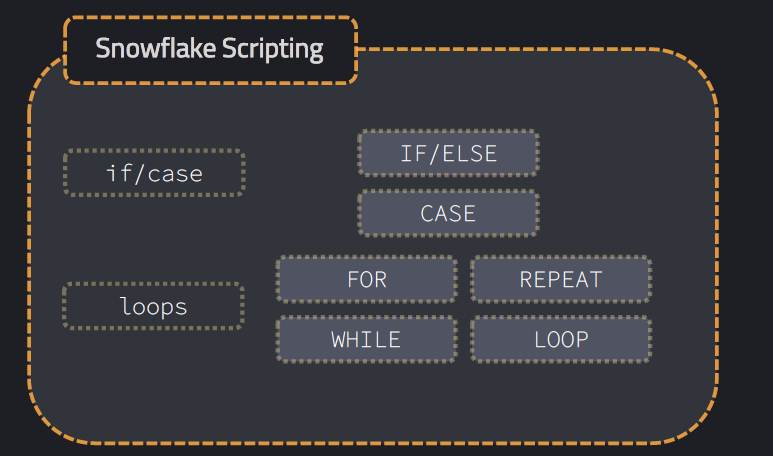 Snowflake Scripting
if/case
IF/ELSE
CASE
loops
FOR
REPEAT
WHILE
LOOP